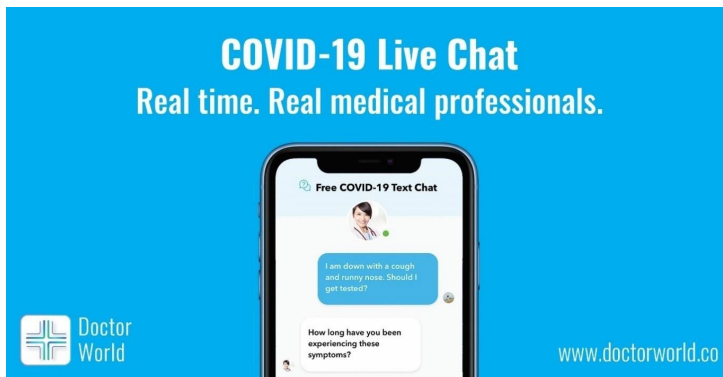 COVID-19 Live Chat
Real time. Real medical professionals.
Free COVID-19 Text Chat
I am down with a cough
and runny nose. Should I
get tested?
How long have you been
experiencing these
symptoms?
Doctor
World
www.doctorworld.co